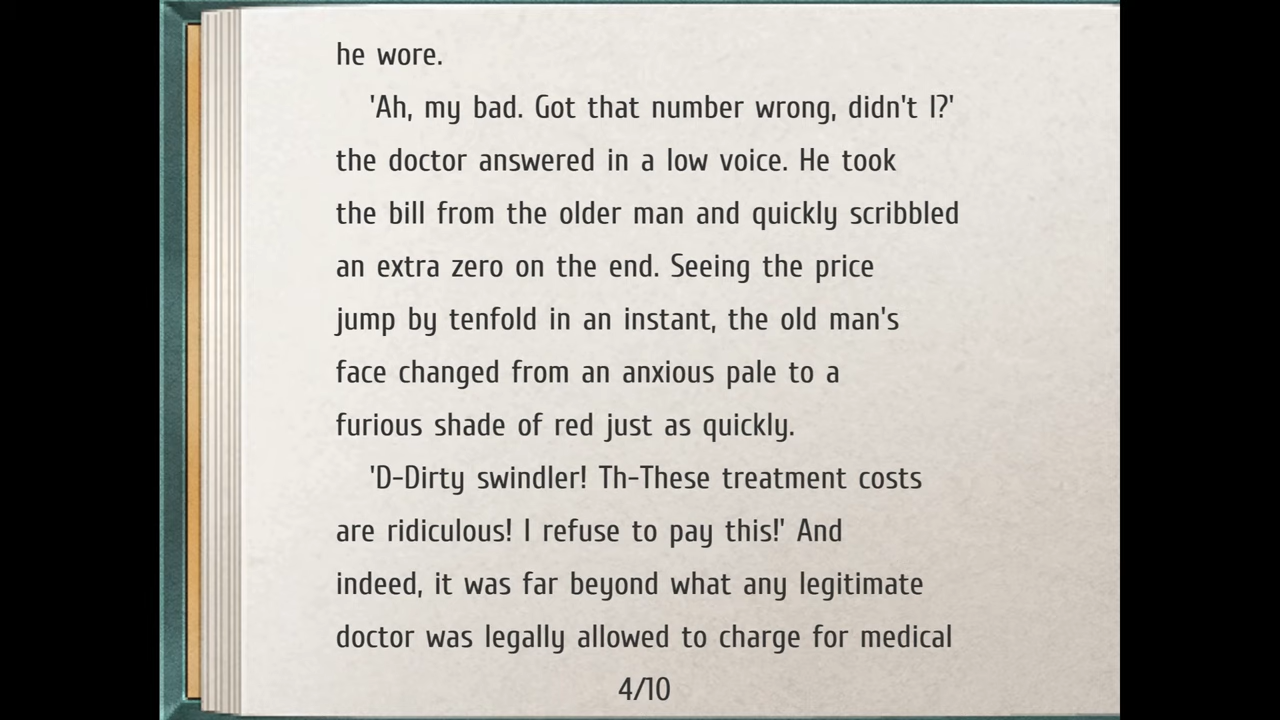 he wore.
'Ah, my bad. Got that number wrong, didn't I?'
the doctor answered in a low voice. He took
the bill from the older man and quickly scribbled
an extra zero on the end. Seeing the price
jump by tenfold in an instant, the old man's
face changed from an anxious pale to a
furious shade of red just as quickly.
'D-Dirty swindler! Th-These treatment costs
are ridiculous! I refuse to pay this!' And
indeed, it was far beyond what any legitimate
doctor was legally allowed to charge for medical
4/10